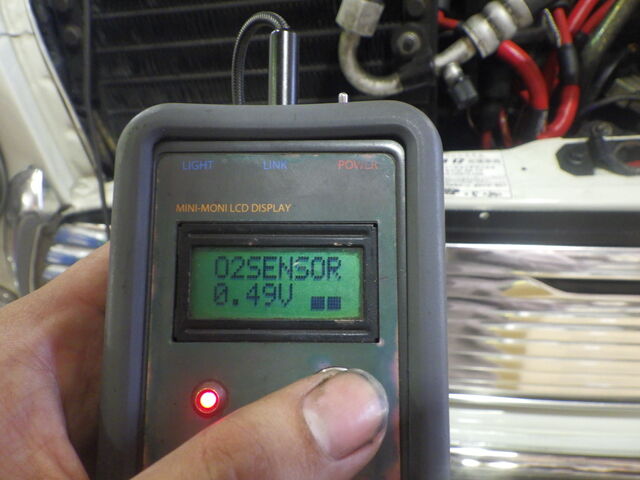 LIGHT LINK POWER
MINI-MONI LCD DISPLAY
O2SENSOR
0.49V